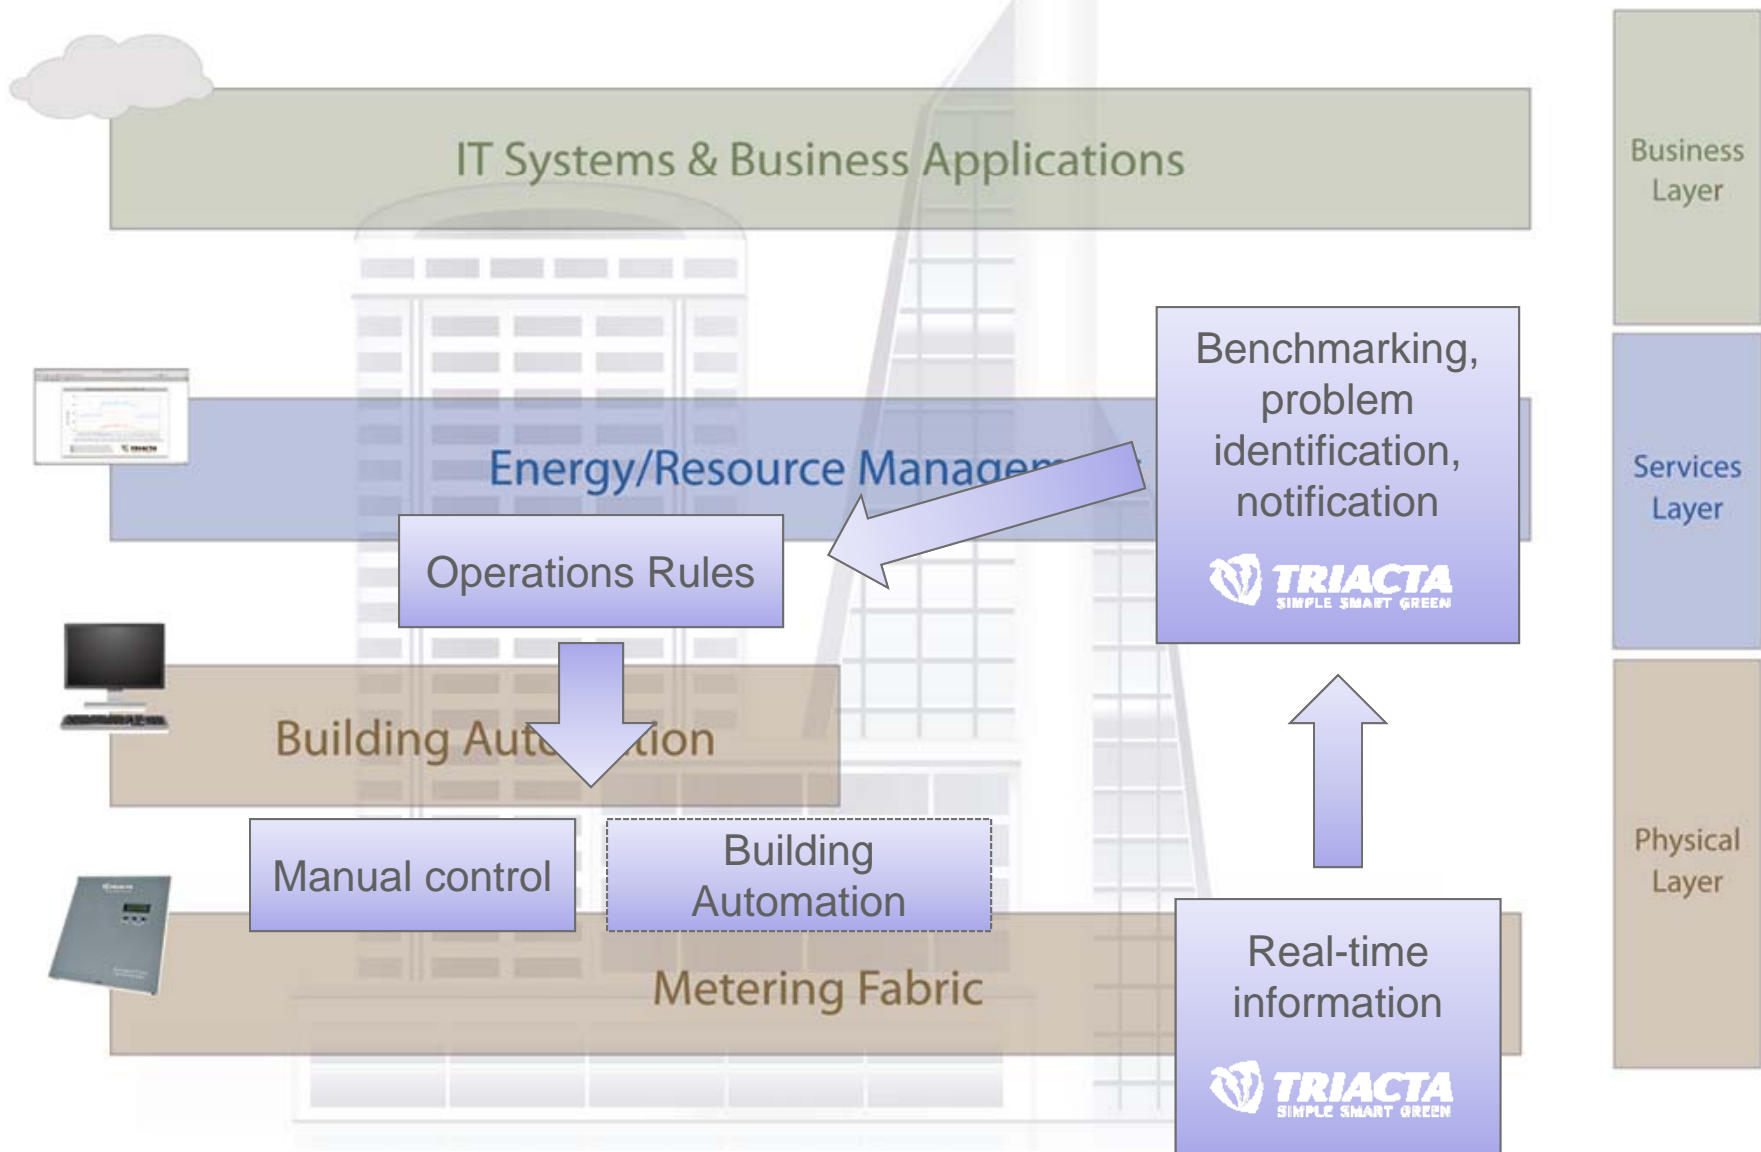 IT Systems & Business Applications
Business
Layer
Benchmarking,
problem
identification,
notification
TRIACTA
SIMPLE SMART GREEN
Energy/Resource Managem
Services
Layer
Operations Rules
Building Aut tion
Manual control
Building
Automation
Physical
Layer
Metering Fabric
Real-time
information
TRIACTA
SIMPLE SMART GREEN
TRIACTA